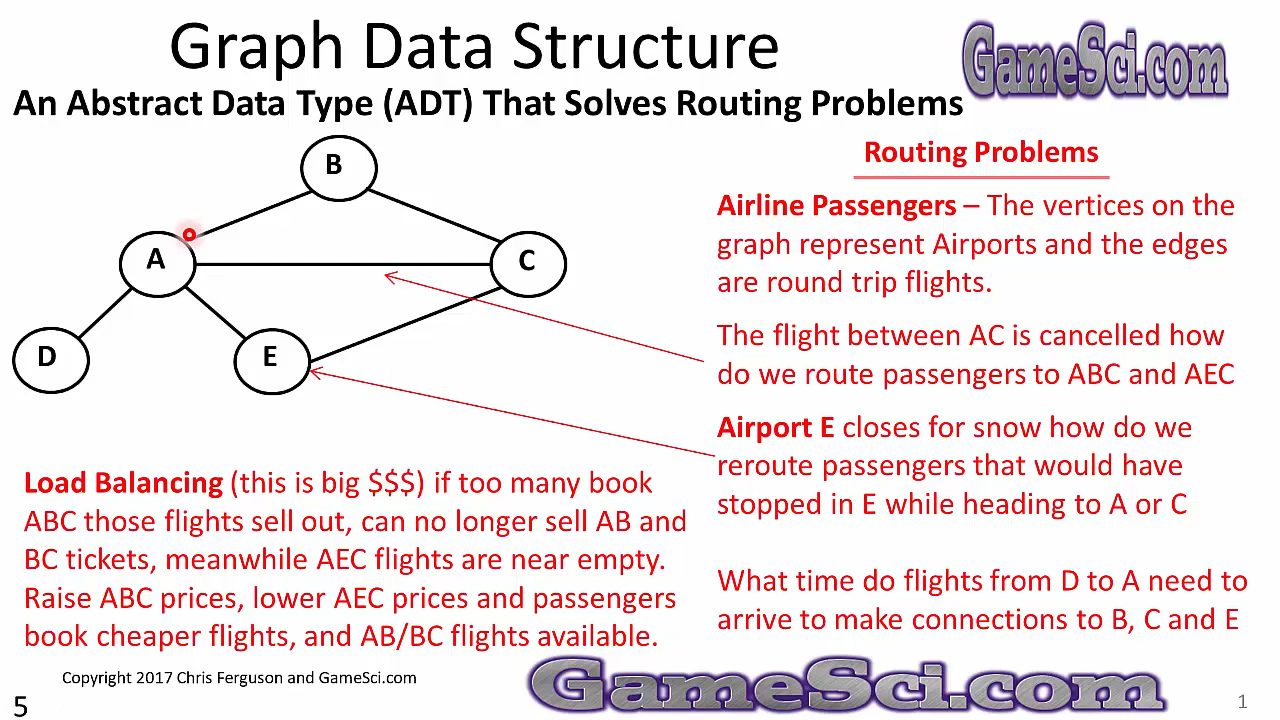 Graph Data Structure
GameSci.com
An Abstract Data Type (ADT) That Solves Routing Problems
B
A
C
D
E
Routing Problems
Airline Passengers – The vertices on the
graph represent Airports and the edges
are round trip flights.
The flight between AC is cancelled how
do we route passengers to ABC and AEC
Airport E closes for snow how do we
reroute passengers that would have
stopped in E while heading to A or C
What time do flights from D to A need to
arrive to make connections to B, C and E
Load Balancing (this is big $$$) if too many book
ABC those flights sell out, can no longer sell AB and
BC tickets, meanwhile AEC flights are near empty.
Raise ABC prices, lower AEC prices and passengers
book cheaper flights, and AB/BC flights available.
Copyright 2017 Chris Ferguson and GameSci.com
GameSci.com
5
1